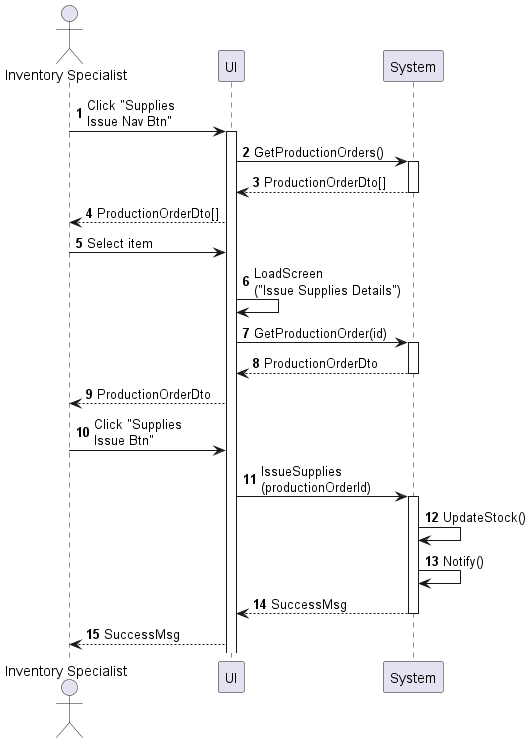 Inventory Specialist
UI
System
1 Click "Supplies
Issue Nav Btn"
2 GetProductionOrders()
3 ProductionOrderDto[]
4 ProductionOrderDto[]
5 Select item
6 LoadScreen
("Issue Supplies Details")
7 GetProductionOrder(id)
8 ProductionOrderDto
9 ProductionOrderDto
10 Click "Supplies
Issue Btn"
11 IssueSupplies
(productionOrderId)
12 UpdateStock()
13 Notify()
14 SuccessMsg
15 SuccessMsg
Inventory Specialist
UI
System